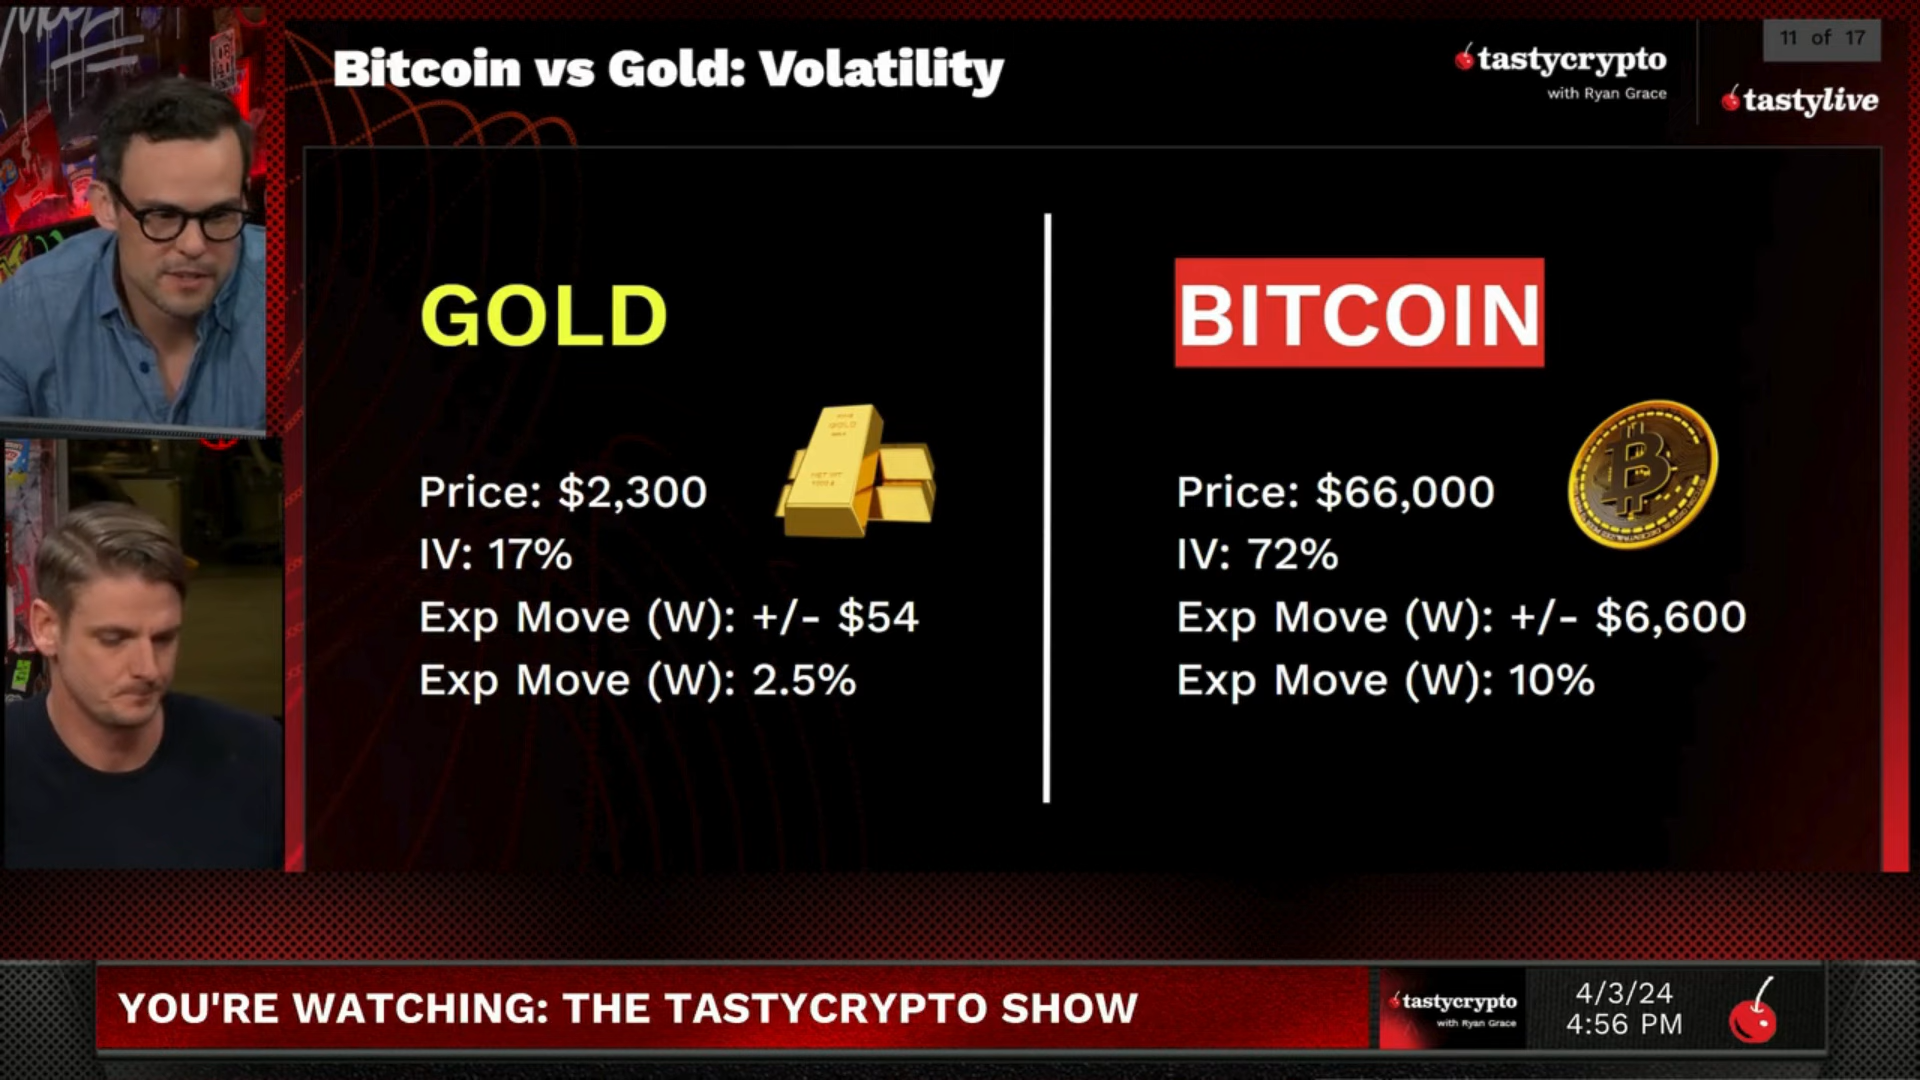 Bitcoin vs Gold: Volatility
tastycrypto
with Ryan Grace
11 of 17
tastylive
GOLD
Price: $2,300
IV: 17%
Exp Move (W): +/- $54
Exp Move (W): 2.5%
BITCOIN
Price: $66,000
IV: 72%
Exp Move (W): +/- $6,600
Exp Move (W): 10%
YOU'RE WATCHING: THE TASTYCRYPTO SHOW
tastycrypto
with Ryan Grace
4/3/24
4:56 PM